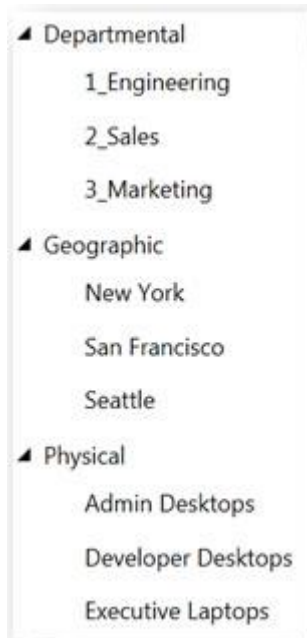 Departmental
1_Engineering
2_Sales
3_Marketing
Geographic
New York
San Francisco
Seattle
Physical
Admin Desktops
Developer Desktops
Executive Laptops